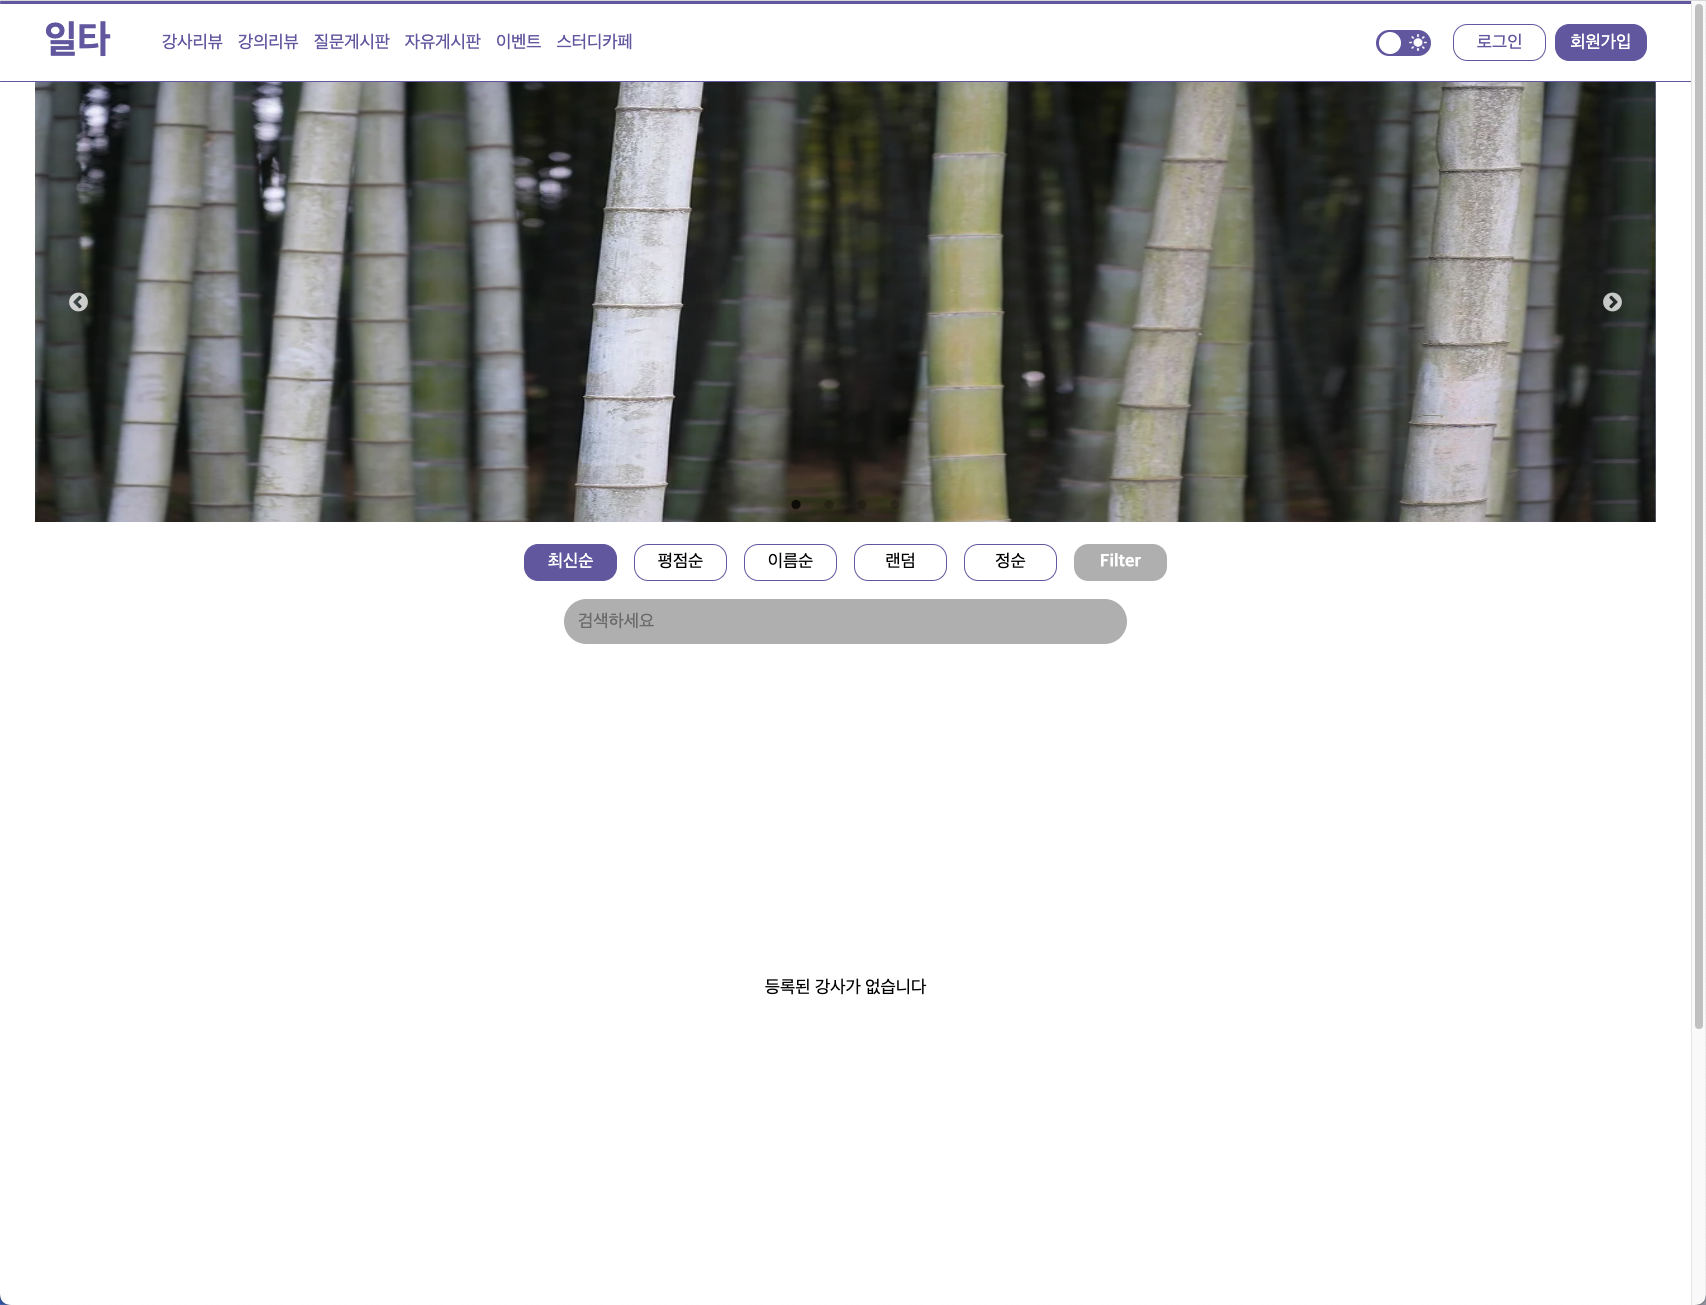 일타
강사리뷰 강의리뷰 질문게시판 자유게시판 이벤트 스터디카페
로그인 회원가입
최신순 평점순 이름순 랜덤 정순 Filter
검색하세요
등록된 강사가 없습니다